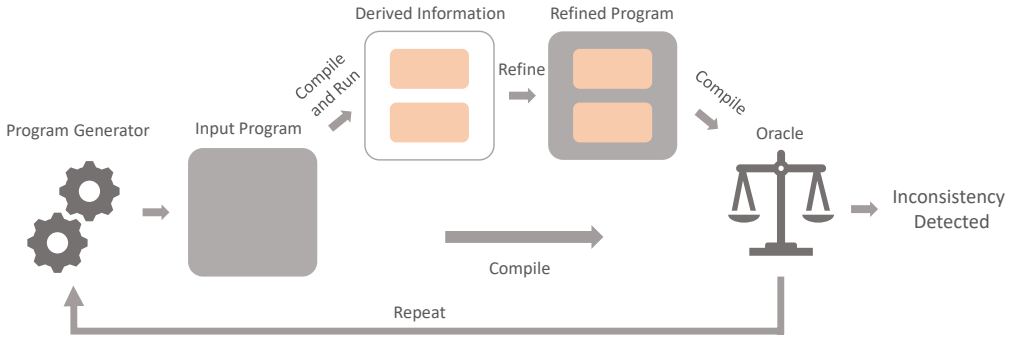 Derived Information
Refined Program
Compile
and Run
Refine
Compile
Program Generator
Input Program
Oracle
Inconsistency
Detected
Compile
Repeat